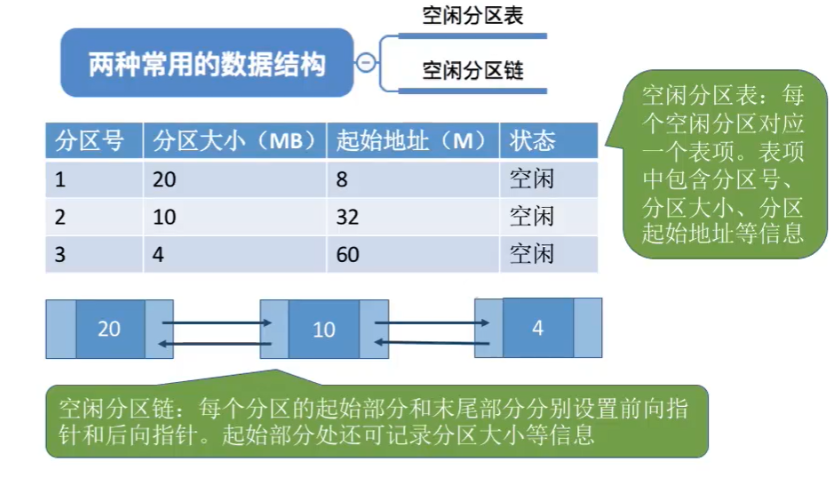 空闲分区表
两种常用的数据结构
空闲分区链
空闲分区表：每
个空闲分区对应
一个表项。表项
中包含分区号、
分区大小、分区
起始地址等信息
分区号 分区大小（MB） 起始地址（M） 状态
1 20 8 空闲
2 10 32 空闲
3 4 60 空闲
20 10 4
空闲分区链：每个分区的起始部分和末尾部分分别设置前向指
针和后向指针。起始部分处还可记录分区大小等信息